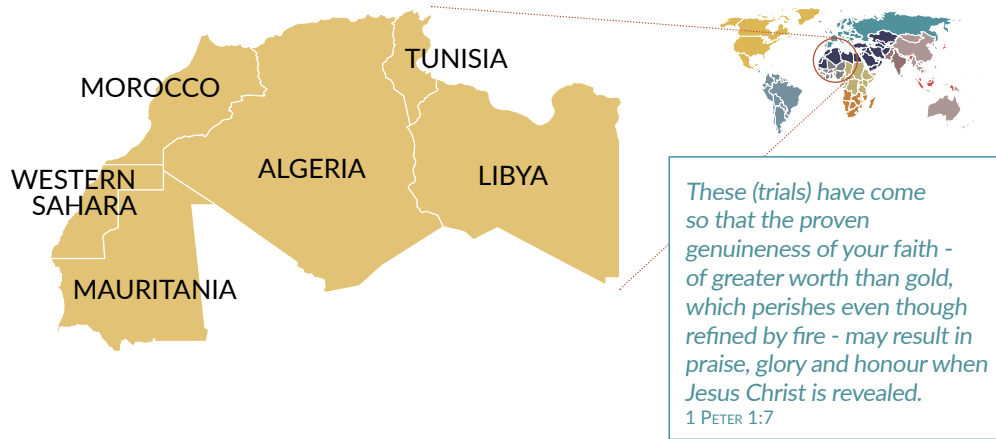 TUNISIA
MOROCCO
ALGERIA
LIBYA
WESTERN
SAHARA
MAURITANIA
These (trials) have come
so that the proven
genuineness of your faith -
of greater worth than gold,
which perishes even though
refined by fire - may result in
praise, glory and honour when
Jesus Christ is revealed.
1 PETER 1:7